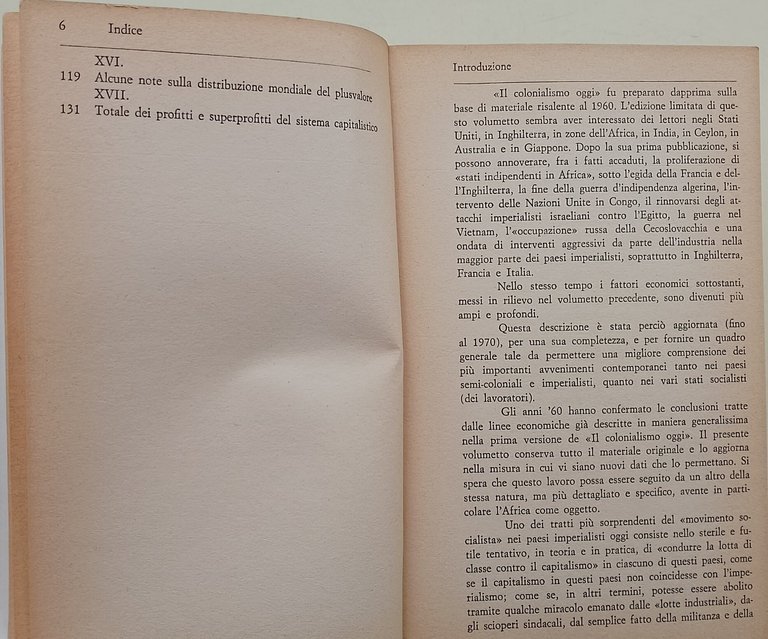 6 Indice
XVI.
119 Alcune note sulla distribuzione mondiale del plusvalore
XVII.
131 Totale dei profitti e superprofitti del sistema capitalistico
Introduzione
«Il colonialismo oggi» fu preparato dapprima sulla
base di materiale risalente al 1960. L'edizione limitata di que-
sto volumetto sembra aver interessato dei lettori negli Stati
Uniti, in Inghilterra, in zone dell'Africa, in India, in Ceylon, in
Australia e in Giappone. Dopo la sua prima pubblicazione, si
possono annoverare, fra i fatti accaduti, la proliferazione di
«stati indipendenti in Africa», sotto l'egida della Francia e del-
l'Inghilterra, la fine della guerra d'indipendenza algerina, l'in-
tervento delle Nazioni Unite in Congo, il rinnovarsi degli at-
tacchi imperialisti israeliani contro l'Egitto, la guerra nel
Vietnam, l'«occupazione» russa della Cecoslovacchia e una
ondata di interventi aggressivi da parte dell'industria nella
maggior parte dei paesi imperialisti, soprattutto in Inghilterra,
Francia e Italia.
Nello stesso tempo i fattori economici sottostanti,
messi in rilievo nel volumetto precedente, sono divenuti più
ampi e profondi.
Questa descrizione è stata perciò aggiornata (fino
al 1970), per una sua completezza, e per fornire un quadro
generale tale da permettere una migliore comprensione dei
più importanti avvenimenti contemporanei tanto nei paesi
semi-coloniali e imperialisti, quanto nei vari stati socialisti
(dei lavoratori).
Gli anni '60 hanno confermato le conclusioni tratte
dalle linee economiche già descritte in maniera generalissima
nella prima versione de «Il colonialismo oggi». Il presente
volumetto conserva tutto il materiale originale e lo aggiorna
nella misura in cui vi siano nuovi dati che lo permettano. Si
spera che questo lavoro possa essere seguito da un altro della
stessa natura, ma più dettagliato e specifico, avente in parti-
colare l'Africa come oggetto.
Uno dei tratti più sorprendenti del «movimento so-
cialista» nei paesi imperialisti oggi consiste nello sterile e fu-
tile tentativo, in teoria e in pratica, di «condurre la lotta di
classe contro il capitalismo» in ciascuno di questi paesi, come
se il capitalismo in questi paesi non coincidesse con l'impe-
rialismo; come se, in altri termini, potesse essere abolito
tramite qualche miracolo emanato dalle «lotte industriali», da-
gli scioperi sindacali, dal semplice fatto della militanza e della